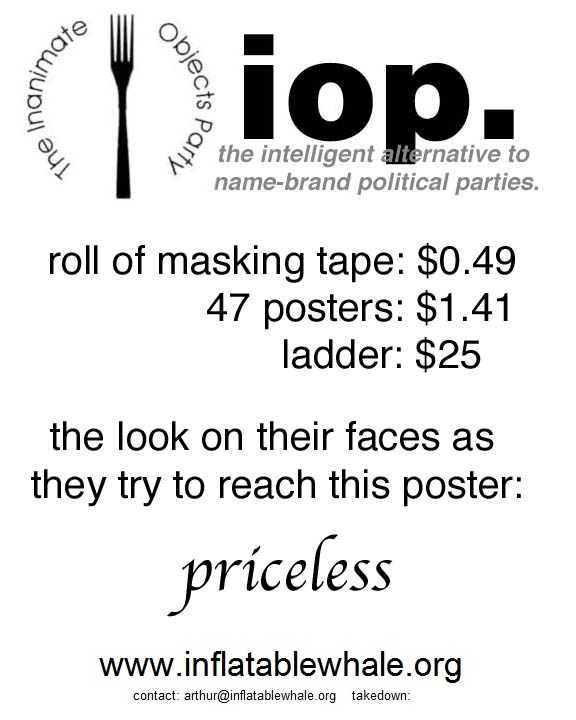 The Inanimate Objects Party
iop.
the intelligent alternative to
name-brand political parties.
roll of masking tape: $0.49
47 posters: $1.41
ladder: $25
the look on their faces as
they try to reach this poster:
priceless
www.inflatablewhale.org
contact: arthur@inflatablewhale.org takedown: